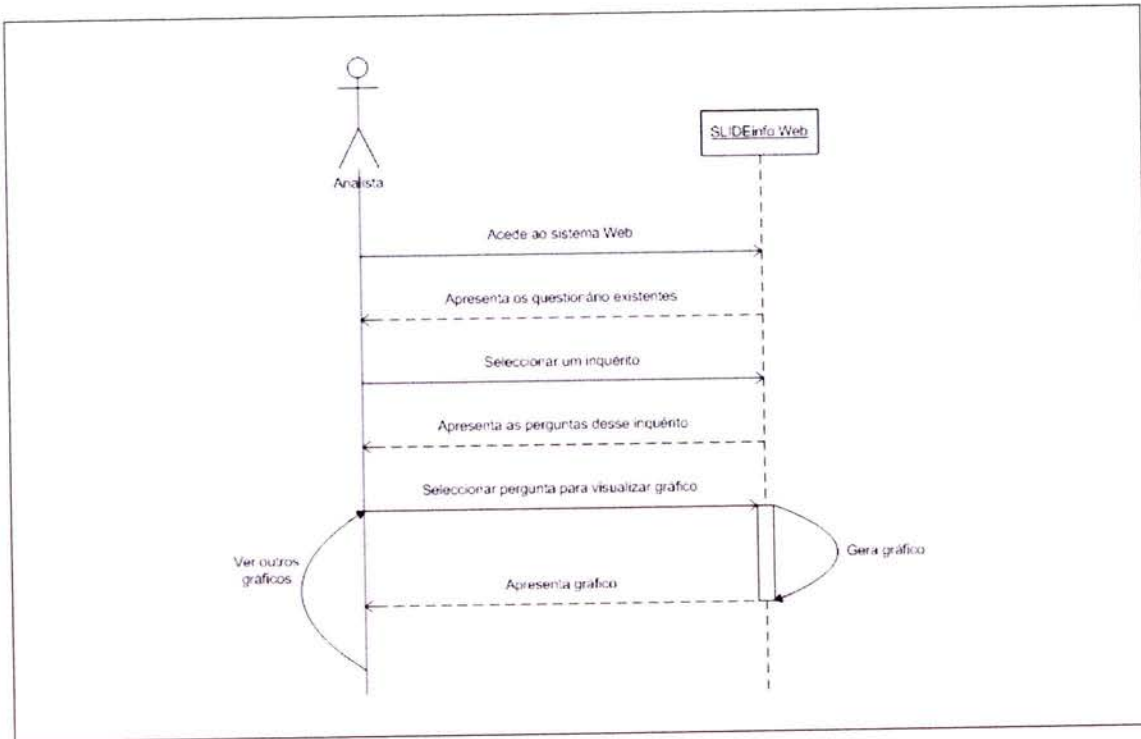 SLIDEinfo Web
Analista
Acede ao sistema Web
Apresenta os questionário existentes
Seleccionar um inquérito
Apresenta as perguntas desse inquérito
Seleccionar pergunta para visualizar gráfico
Gera gráfico
Ver outros
gráficos
Apresenta gráfico